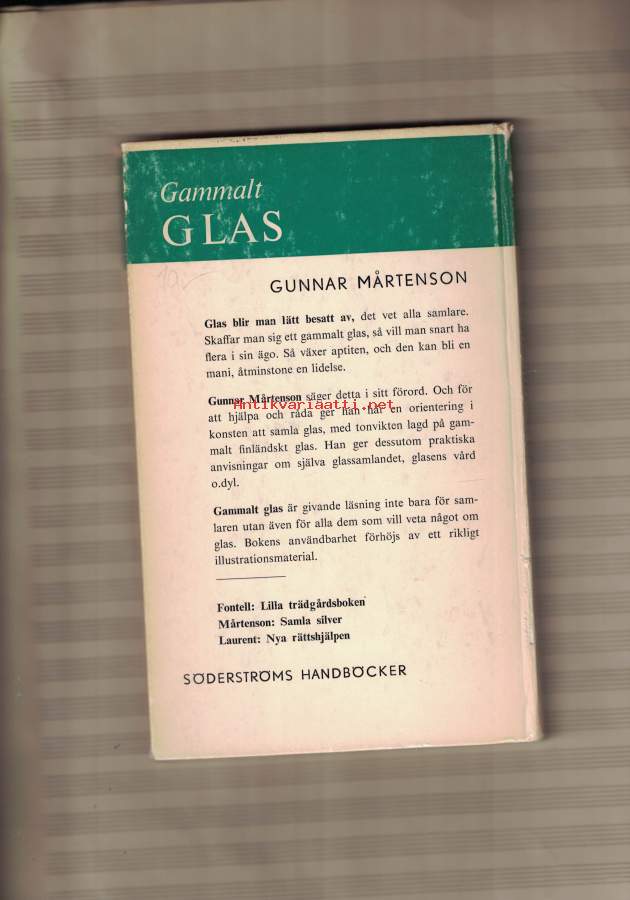 Gammalt
GLAS
10,-
GUNNAR MÅRTENSON
Glas blir man lätt besatt av, det vet alla samlare.
Skaffar man sig ett gammalt glas, så vill man snart ha
flera i sin ägo. Så växer aptiten, och den kan bli en
mani, åtminstone en lidelse.
Gunnar Mårtenson säger detta i sitt förord. Och för
Antikvariaatti.net
att hjälpa och råda ger han här en orientering i
konsten att samla glas, med tonvikten lagd på gam-
malt finländskt glas. Han ger dessutom praktiska
anvisningar om själva glassamlandet, glasens vård
o.dyl.
Gammalt glas är givande läsning inte bara för sam-
laren utan även för alla dem som vill veta något om
glas. Bokens användbarhet förhöjs av ett rikligt
illustrationsmaterial.
Fontell: Lilla trädgårdsboken
Mårtenson: Samla silver
Laurent: Nya rättshjälpen
SÖDERSTRÖMS HANDBÖCKER